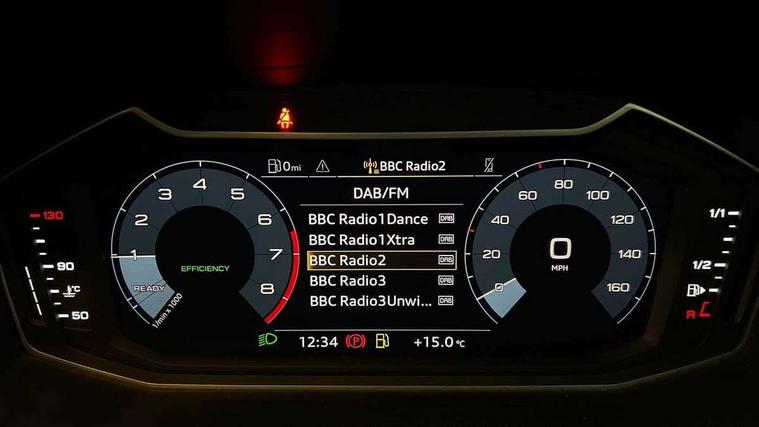 0mi BBC Radio2
DAB/FM
BBC Radio1Dance DAB
BBC Radio1Xtra DAB
BBC Radio2 DAB
BBC Radio3 DAB
BBC Radio3Unwi... DAB
12:34 P +15.0°C
1 2 3 4 5 6 7 8
EFFICIENCY
READY
1/min x 1000
0 20 40 60 80 100 120 140 160
0
MPH
130
90
°C
50
1/1
1/2
R